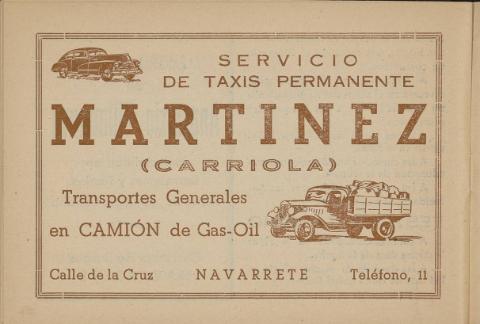 SERVICIO
DE TAXIS PERMANENTE
MARTINEZ
(CARRIOLA)
Transportes Generales
en CAMIÓN de Gas-Oil
Calle de la Cruz NAVARRETE Teléfono, 11